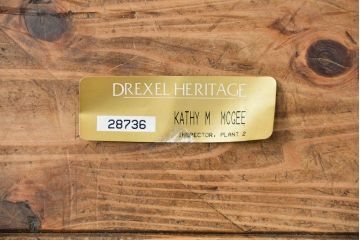 DREXEL HERITAGE
28736 KATHY M MCGEE
INSPECTOR, PLANT 2